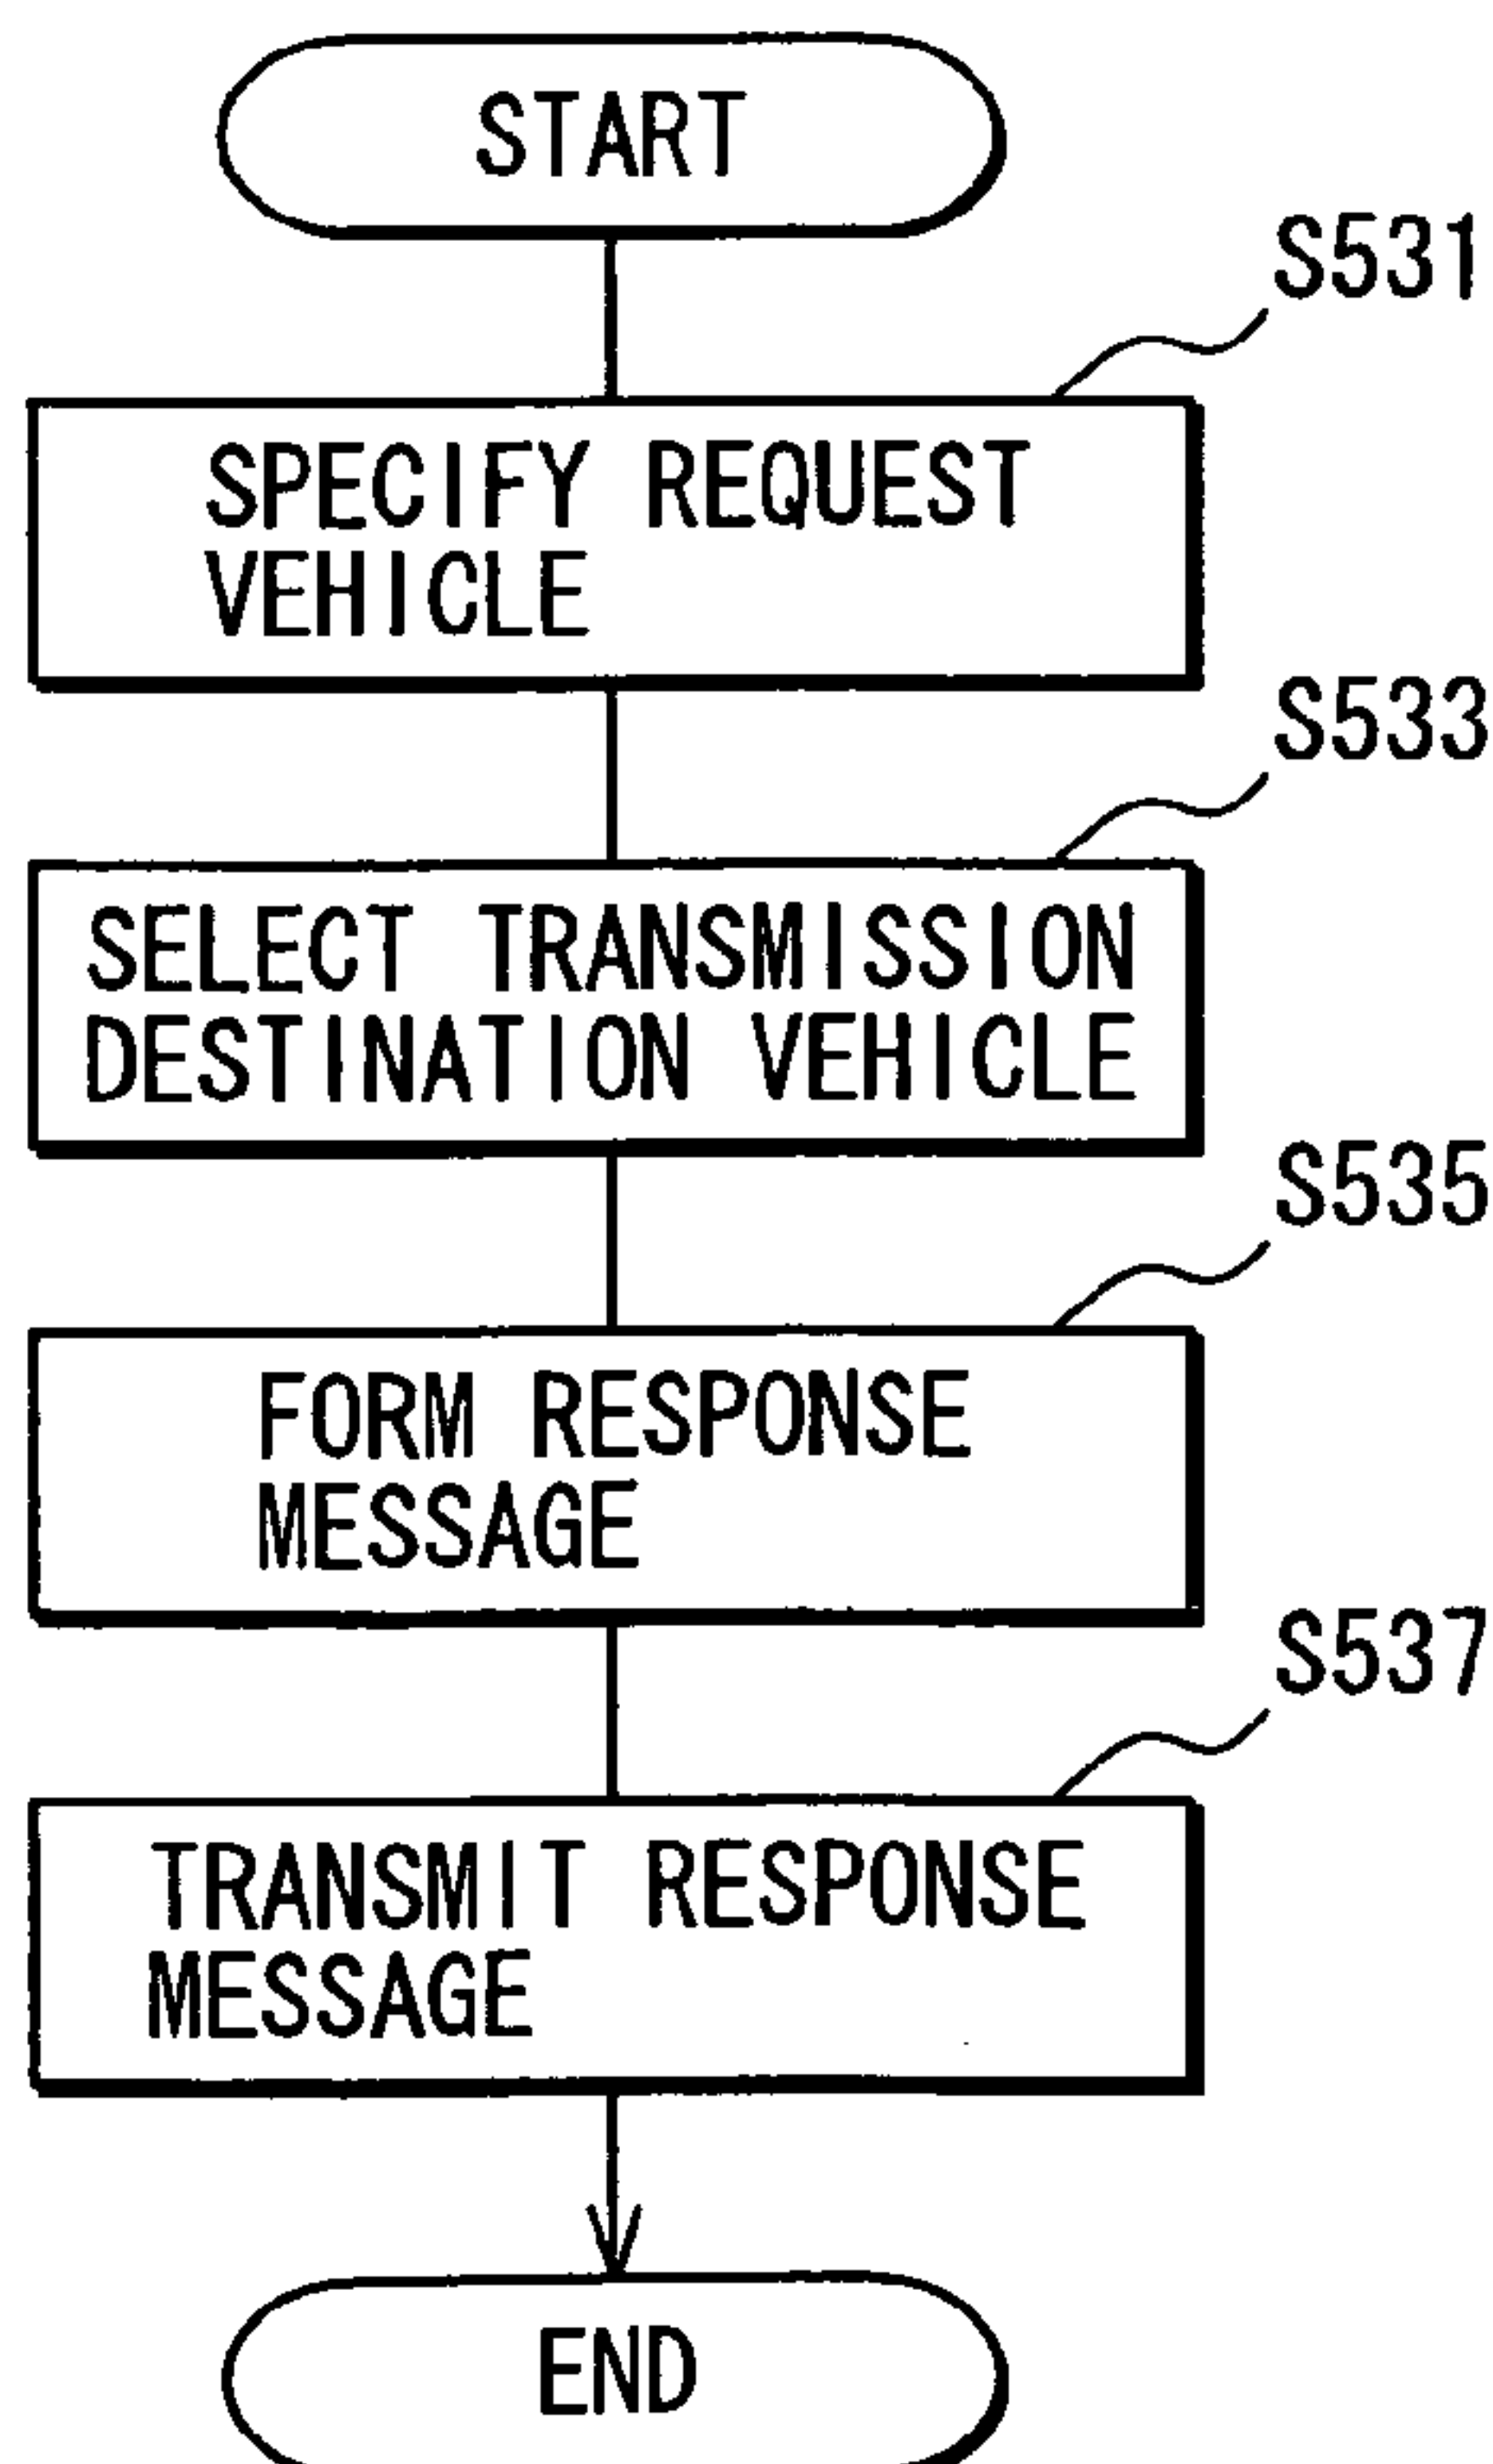 START
S531
SPECIFY REQUEST
VEHICLE
S533
SELECT TRANSMISSION
DESTINATION VEHICLE
S535
FORM RESPONSE
MESSAGE
S537
TRANSMIT RESPONSE
MESSAGE
END